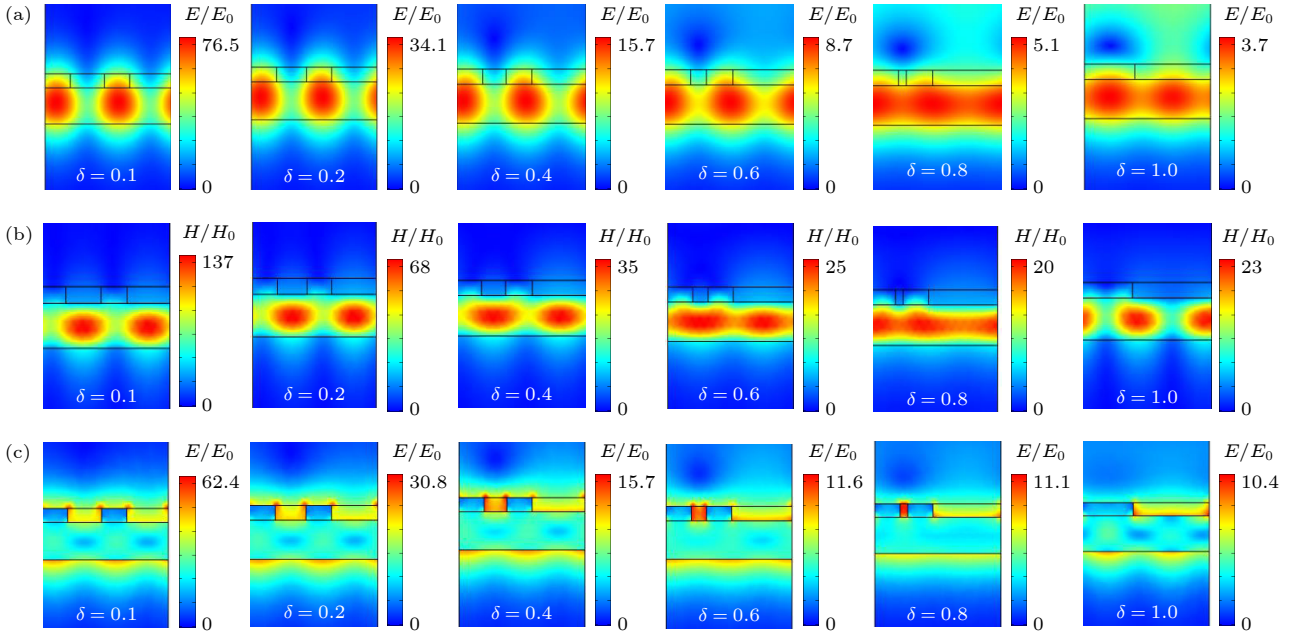 (a) E/E₀ E/E₀ E/E₀ E/E₀ E/E₀ E/E₀
76.5 34.1 15.7 8.7 5.1 3.7
δ = 0.1 δ = 0.2 δ = 0.4 δ = 0.6 δ = 0.8 δ = 1.0
0 0 0 0 0 0
(b) H/H₀ H/H₀ H/H₀ H/H₀ H/H₀ H/H₀
137 68 35 25 20 23
δ = 0.1 δ = 0.2 δ = 0.4 δ = 0.6 δ = 0.8 δ = 1.0
0 0 0 0 0 0
(c) E/E₀ E/E₀ E/E₀ E/E₀ E/E₀ E/E₀
62.4 30.8 15.7 11.6 11.1 10.4
δ = 0.1 δ = 0.2 δ = 0.4 δ = 0.6 δ = 0.8 δ = 1.0
0 0 0 0 0 0